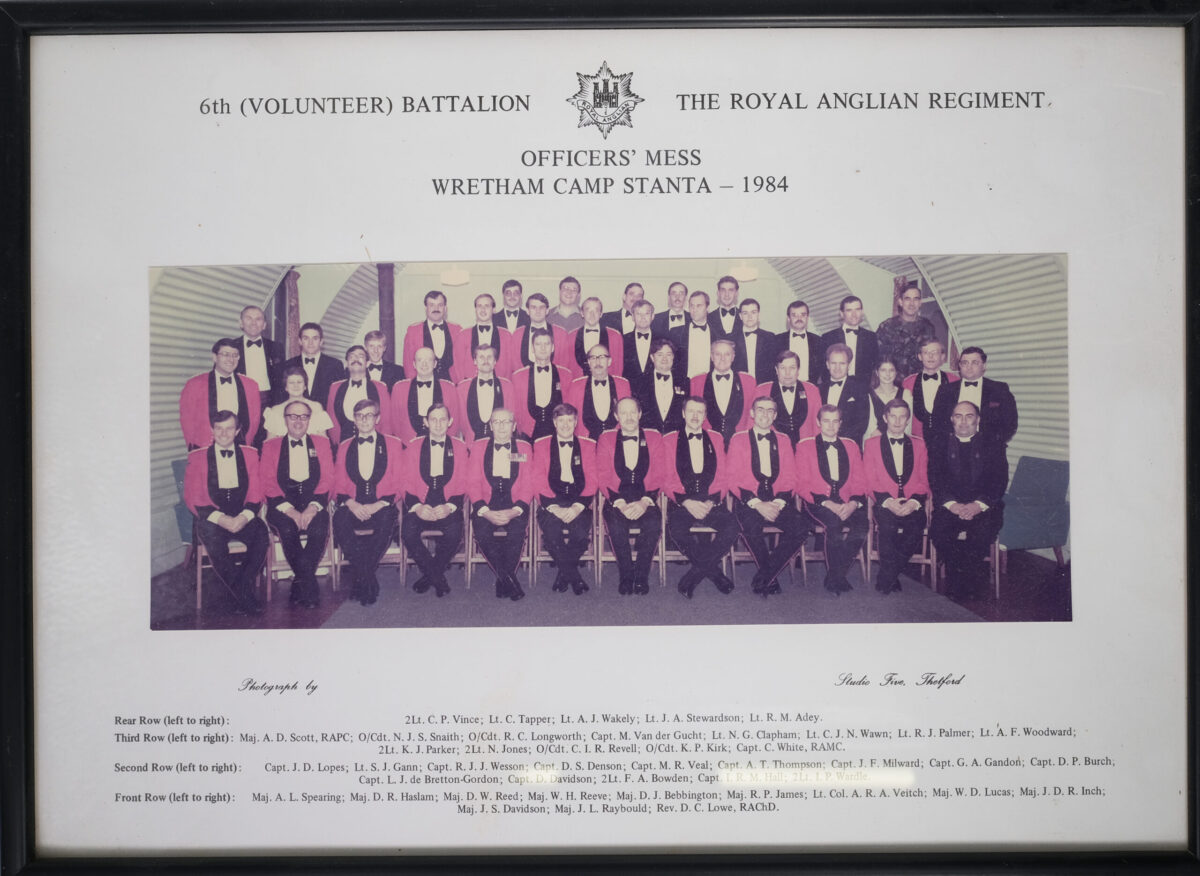 6th (VOLUNTEER) BATTALION THE ROYAL ANGLIAN REGIMENT
ROYAL ANGLIAN
OFFICERS' MESS
WRETHAM CAMP STANTA – 1984
Photograph by Studio Five, Thetford
Rear Row (left to right): 2Lt. C. P. Vince; Lt. C. Tapper; Lt. A. J. Wakely; Lt. J. A. Stewardson; Lt. R. M. Adey.
Third Row (left to right): Maj. A. D. Scott, RAPC; O/Cdt. N. J. S. Snaith; O/Cdt. R. C. Longworth; Capt. M. Van der Gucht; Lt. N. G. Clapham; Lt. C. J. N. Wawn; Lt. R. J. Palmer; Lt. A. F. Woodward;
2Lt. K. J. Parker; 2Lt. N. Jones; O/Cdt. C. I. R. Revell; O/Cdt. K. P. Kirk; Capt. C. White, RAMC.
Second Row (left to right): Capt. J. D. Lopes; Lt. S. J. Gann; Capt. R. J. J. Wesson; Capt. D. S. Denson; Capt. M. R. Veal; Capt. A. T. Thompson; Capt. J. F. Milward; Capt. G. A. Gandon; Capt. D. P. Burch;
Capt. L. J. de Bretton-Gordon; Capt. D. Davidson; 2Lt. F. A. Bowden; Capt. I. R. M. Hall; 2Lt. I. P. Wardle.
Front Row (left to right): Maj. A. L. Spearing; Maj. D. R. Haslam; Maj. D. W. Reed; Maj. W. H. Reeve; Maj. D. J. Bebbington; Maj. R. P. James; Lt. Col. A. R. A. Veitch; Maj. W. D. Lucas; Maj. J. D. R. Inch;
Maj. J. S. Davidson; Maj. J. L. Raybould; Rev. D. C. Lowe, RAChD.